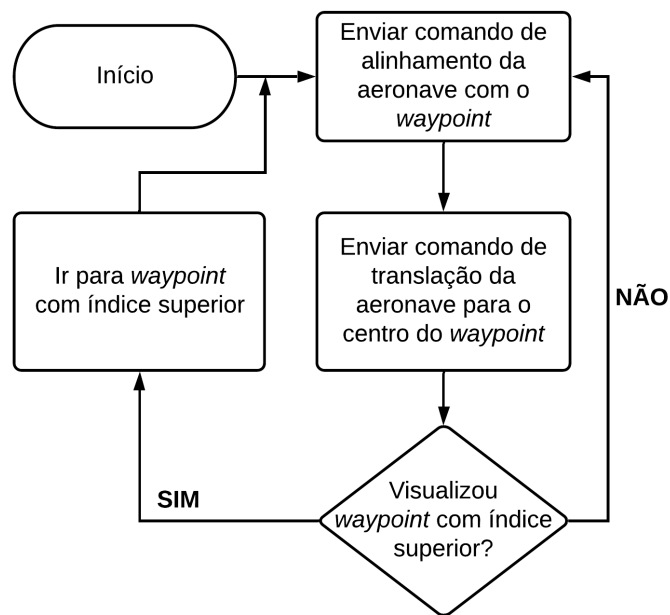 Início
Enviar comando de
alinhamento da
aeronave com o
waypoint
Ir para waypoint
com índice superior
Enviar comando de
translação da
aeronave para o
centro do waypoint
NÃO
SIM
Visualizou
waypoint com índice
superior?